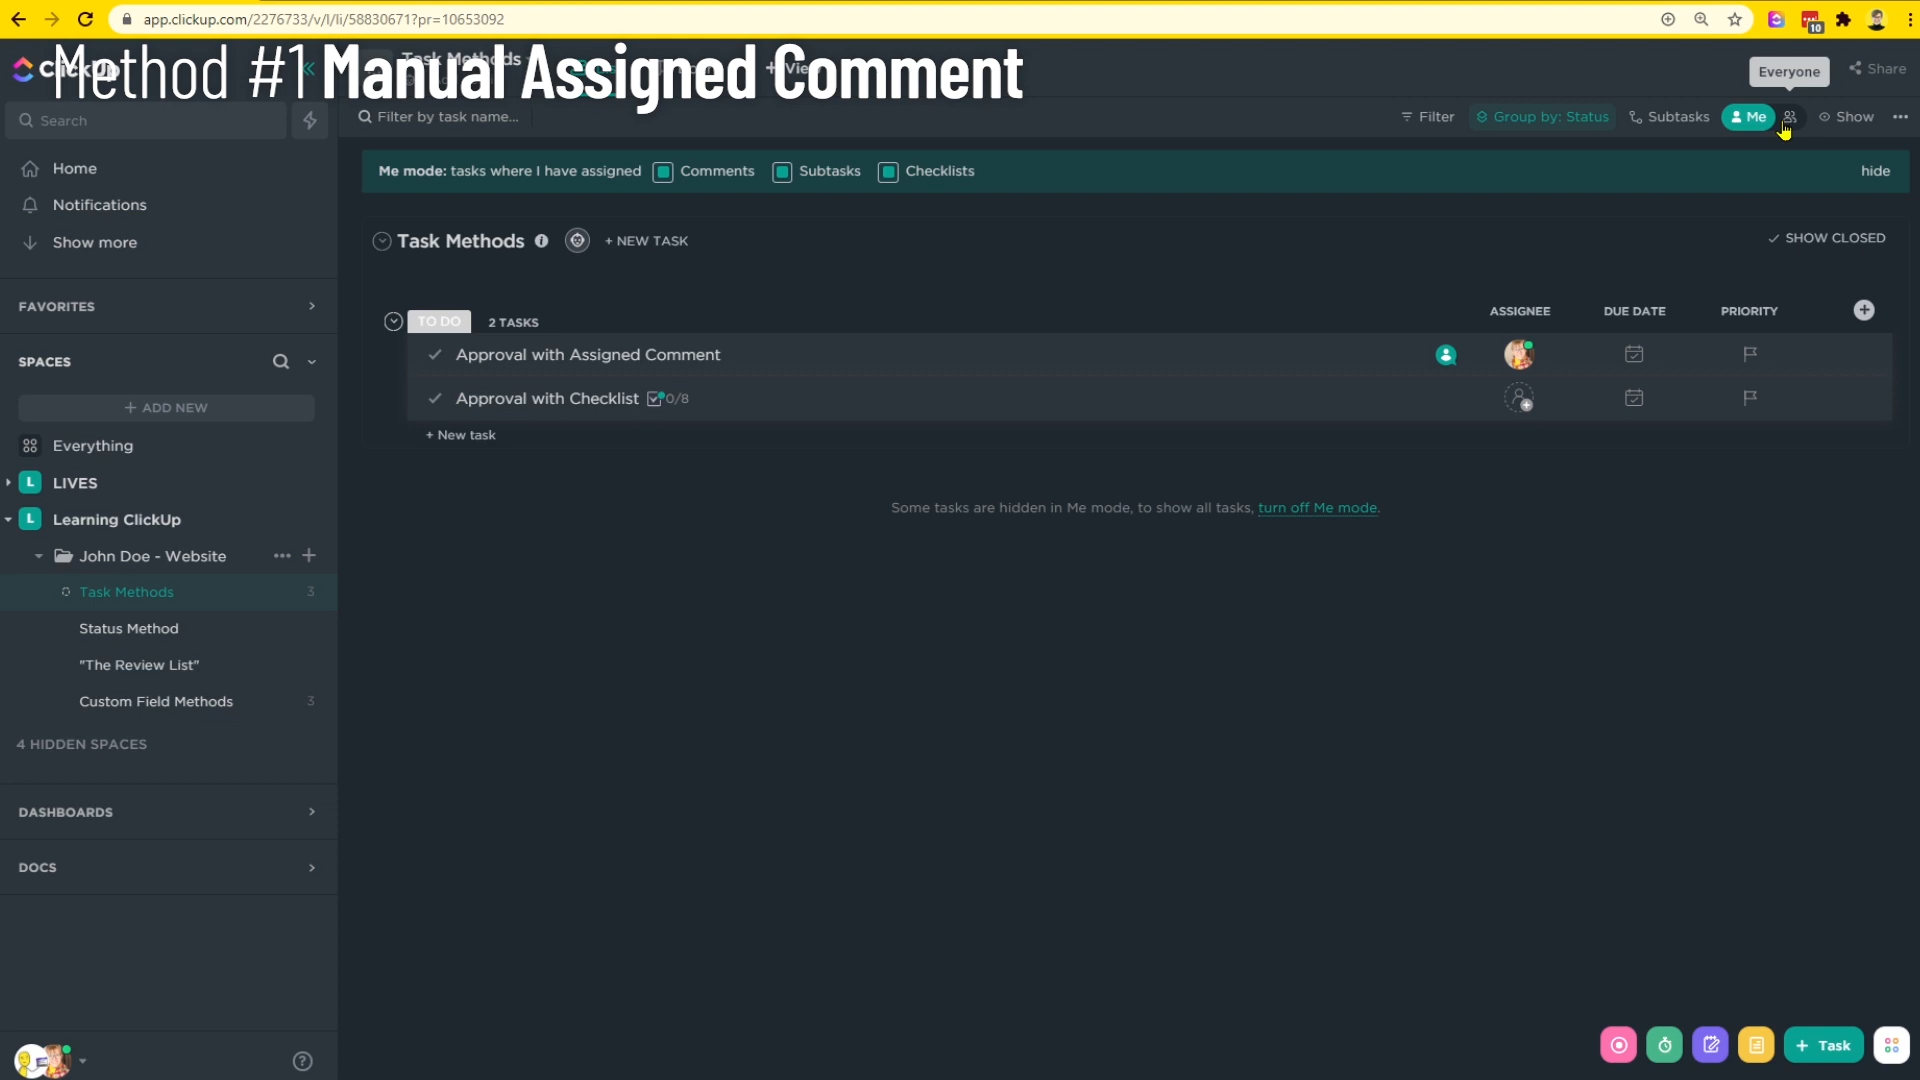 app.clickup.com/2276733/v/l/li/58830671?pr=10653092
10
Method #1 Manual Assigned Comment
Task Methods
Everyone
Share
Search
Filter by task name...
Filter
Group by: Status
Subtasks
Me
Show
Home
Notifications
Show more
Me mode: tasks where I have assigned Comments Subtasks Checklists
hide
Task Methods
+ NEW TASK
SHOW CLOSED
FAVORITES
TO DO
2 TASKS
ASSIGNEE
DUE DATE
PRIORITY
SPACES
Approval with Assigned Comment
Approval with Checklist 0/8
+ New task
+ ADD NEW
Everything
L LIVES
L Learning ClickUp
John Doe - Website
Task Methods 3
Status Method
"The Review List"
Custom Field Methods 3
Some tasks are hidden in Me mode, to show all tasks, turn off Me mode.
4 HIDDEN SPACES
DASHBOARDS
DOCS
+ Task